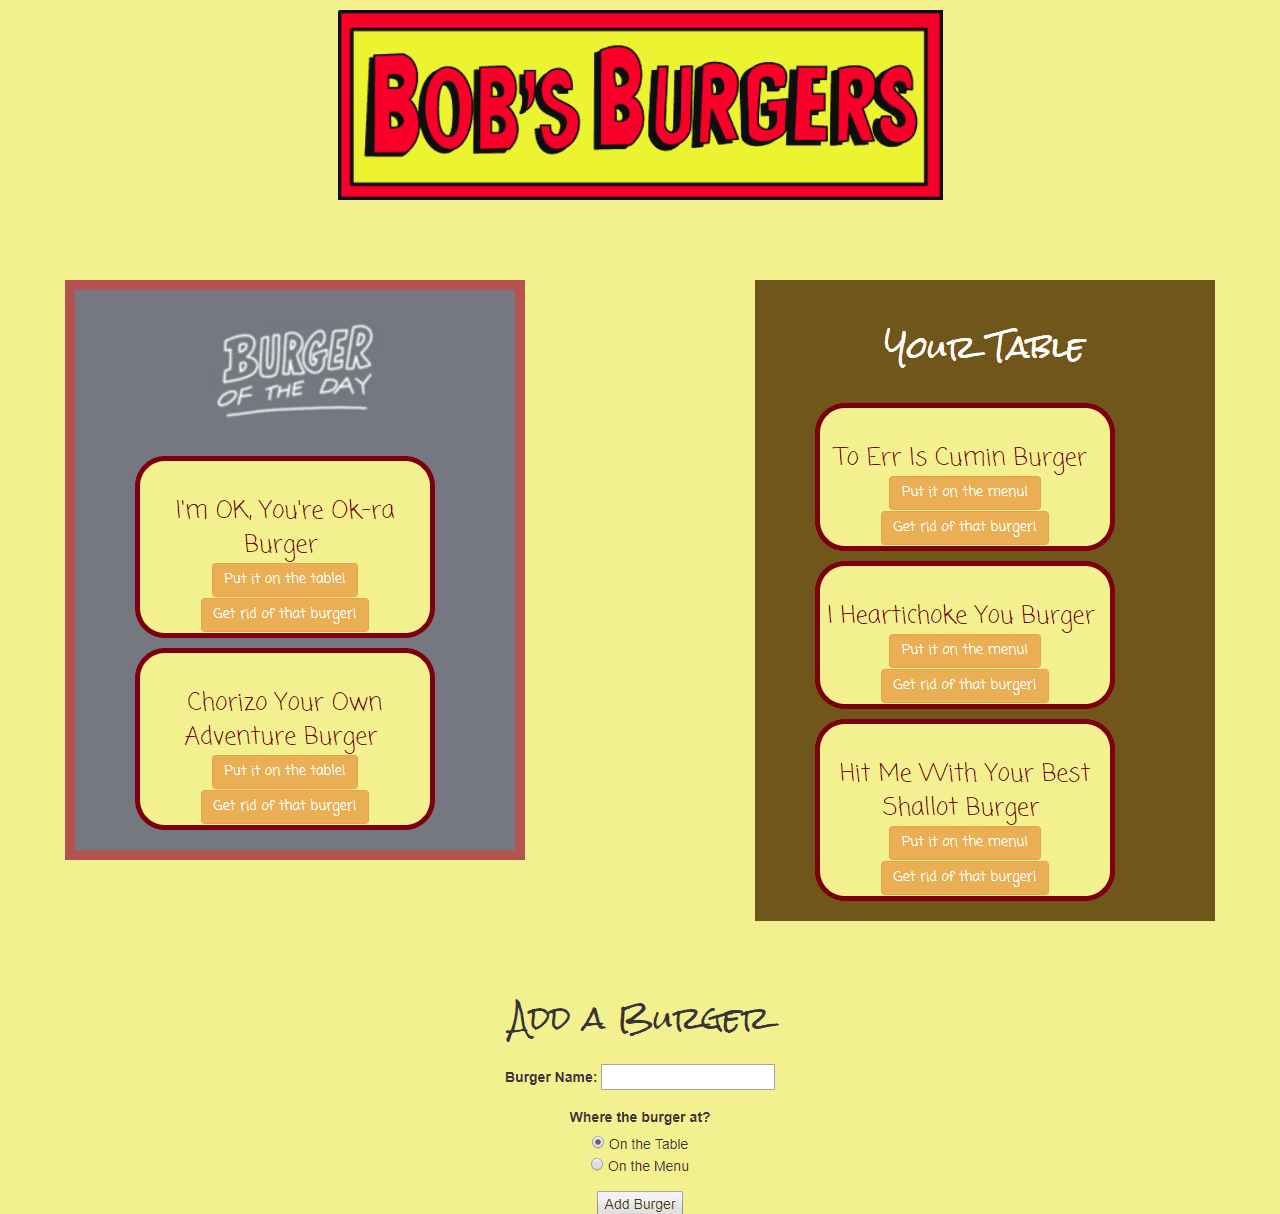 BOB'S BURGERS
BURGER
OF THE DAY
I'm OK, You're Ok-ra
Burger
Put it on the table!
Get rid of that burger!
Chorizo Your Own
Adventure Burger
Put it on the table!
Get rid of that burger!
Your Table
To Err Is Cumin Burger
Put it on the menu!
Get rid of that burger!
I Heartichoke You Burger
Put it on the menu!
Get rid of that burger!
Hit Me With Your Best
Shallot Burger
Put it on the menu!
Get rid of that burger!
Add a Burger
Burger Name:
Where the burger at?
On the Table
On the Menu
Add Burger